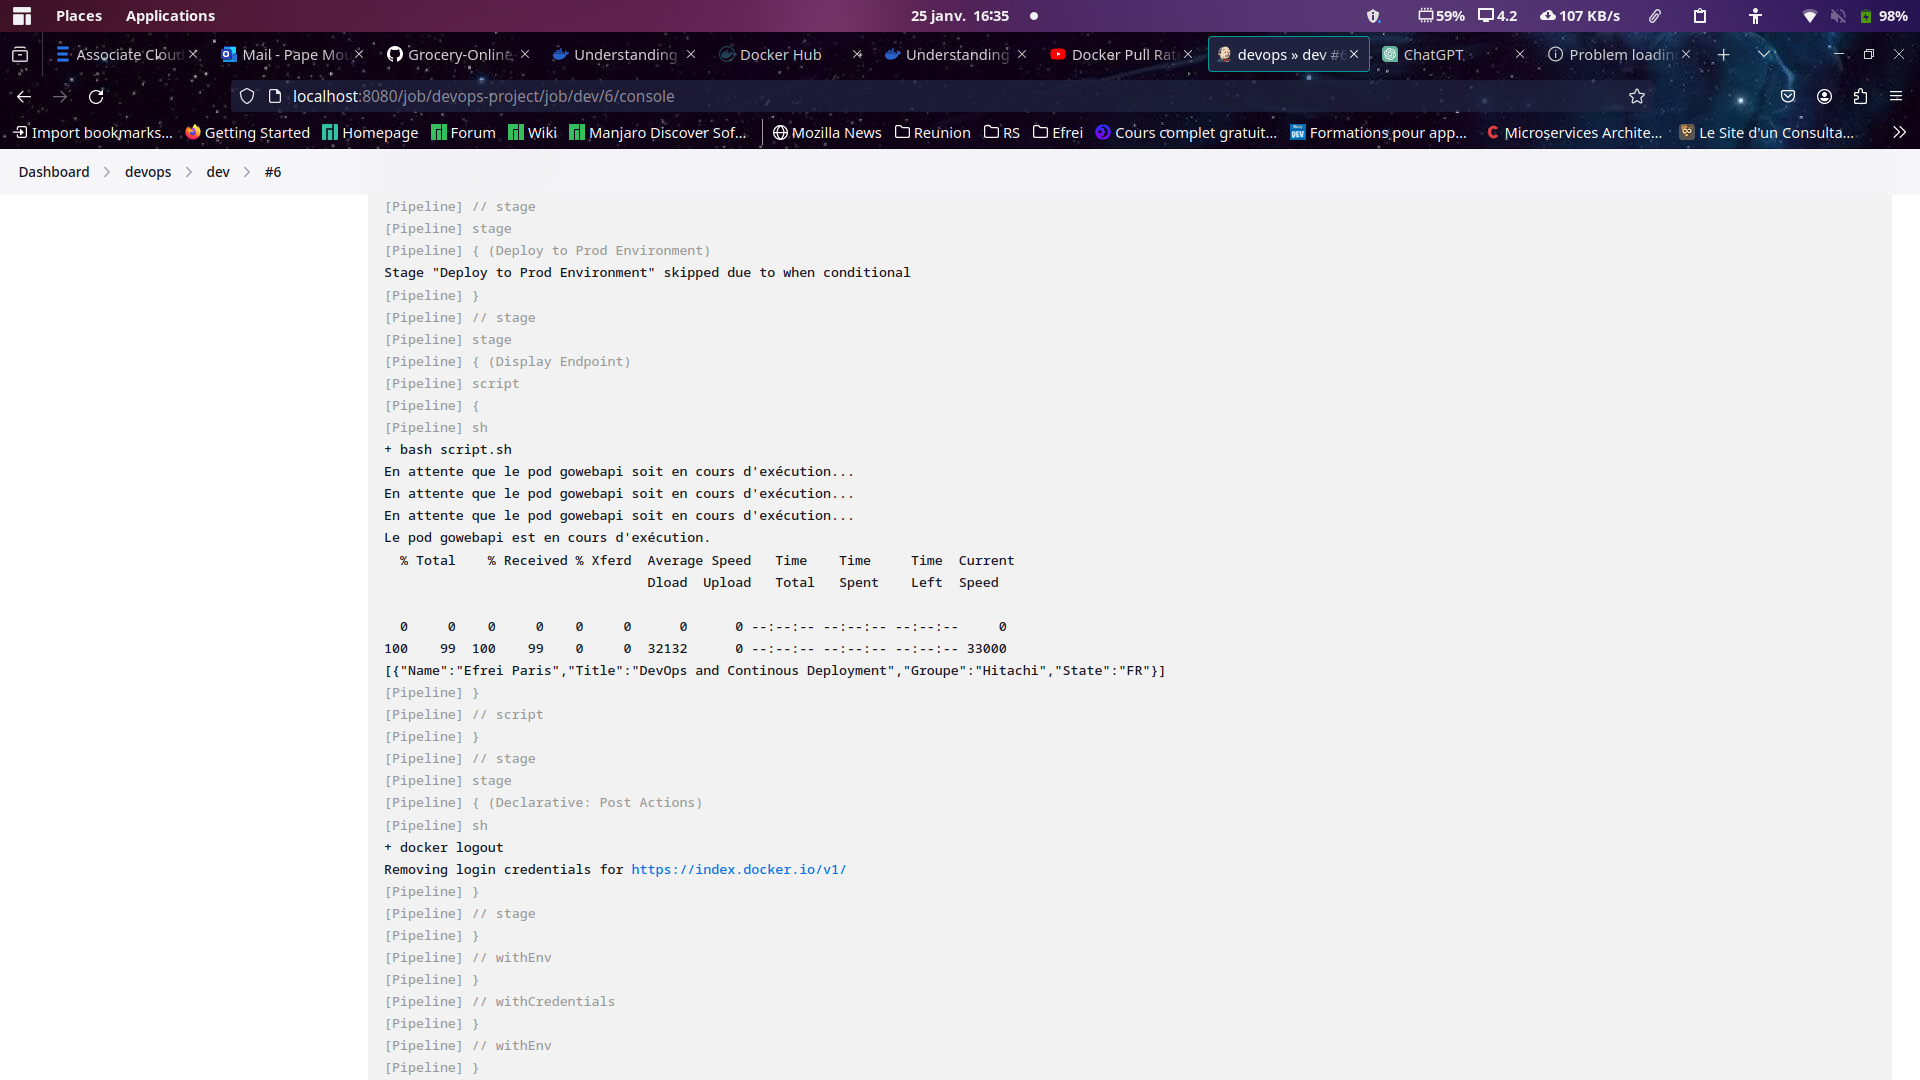 Places Applications 25 janv. 16:35 59% 4.2 107 KB/s 98%
Associate Cloud Mail - Pape Mou Grocery-Online Understanding Docker Hub Understanding Docker Pull Rat devops » dev #6 ChatGPT Problem loadin
localhost:8080/job/devops-project/job/dev/6/console
Import bookmarks... Getting Started Homepage Forum Wiki Manjaro Discover Sof... Mozilla News Reunion RS Efrei Cours complet gratuit... Formations pour app... Microservices Archite... Le Site d'un Consulta...
Dashboard devops dev #6
[Pipeline] // stage
[Pipeline] stage
[Pipeline] { (Deploy to Prod Environment)
Stage "Deploy to Prod Environment" skipped due to when conditional
[Pipeline] }
[Pipeline] // stage
[Pipeline] stage
[Pipeline] { (Display Endpoint)
[Pipeline] script
[Pipeline] {
[Pipeline] sh
+ bash script.sh
En attente que le pod gowebapi soit en cours d'exécution...
En attente que le pod gowebapi soit en cours d'exécution...
En attente que le pod gowebapi soit en cours d'exécution...
Le pod gowebapi est en cours d'exécution.
% Total % Received % Xferd Average Speed Time Time Time Current
Dload Upload Total Spent Left Speed
0 0 0 0 0 0 0 0 --:--:-- --:--:-- --:--:-- 0
100 99 100 99 0 0 32132 0 --:--:-- --:--:-- --:--:-- 33000
[{"Name":"Efrei Paris","Title":"DevOps and Continous Deployment","Groupe":"Hitachi","State":"FR"}]
[Pipeline] }
[Pipeline] // script
[Pipeline] }
[Pipeline] // stage
[Pipeline] stage
[Pipeline] { (Declarative: Post Actions)
[Pipeline] sh
+ docker logout
Removing login credentials for https://index.docker.io/v1/
[Pipeline] }
[Pipeline] // stage
[Pipeline] }
[Pipeline] // withEnv
[Pipeline] }
[Pipeline] // withCredentials
[Pipeline] }
[Pipeline] // withEnv
[Pipeline] }